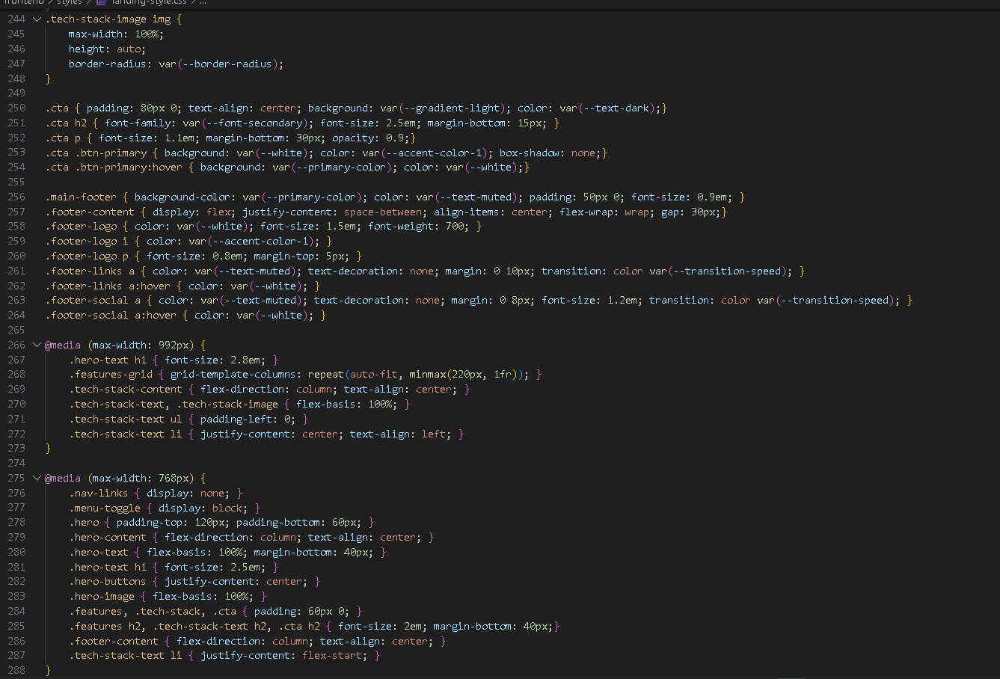 frontend > styles > landing-style.css > ...
244 .tech-stack-image img {
245     max-width: 100%;
246     height: auto;
247     border-radius: var(--border-radius);
248 }
249
250 .cta { padding: 80px 0; text-align: center; background: var(--gradient-light); color: var(--text-dark);}
251 .cta h2 { font-family: var(--font-secondary); font-size: 2.5em; margin-bottom: 15px; }
252 .cta p { font-size: 1.1em; margin-bottom: 30px; opacity: 0.9;}
253 .cta .btn-primary { background: var(--white); color: var(--accent-color-1); box-shadow: none;}
254 .cta .btn-primary:hover { background: var(--primary-color); color: var(--white);}
255
256 .main-footer { background-color: var(--primary-color); color: var(--text-muted); padding: 50px 0; font-size: 0.9em; }
257 .footer-content { display: flex; justify-content: space-between; align-items: center; flex-wrap: wrap; gap: 30px;}
258 .footer-logo { color: var(--white); font-size: 1.5em; font-weight: 700; }
259 .footer-logo i { color: var(--accent-color-1); }
260 .footer-logo p { font-size: 0.8em; margin-top: 5px; }
261 .footer-links a { color: var(--text-muted); text-decoration: none; margin: 0 10px; transition: color var(--transition-speed); }
262 .footer-links a:hover { color: var(--white); }
263 .footer-social a { color: var(--text-muted); text-decoration: none; margin: 0 8px; font-size: 1.2em; transition: color var(--transition-speed); }
264 .footer-social a:hover { color: var(--white); }
265
266 @media (max-width: 992px) {
267     .hero-text h1 { font-size: 2.8em; }
268     .features-grid { grid-template-columns: repeat(auto-fit, minmax(220px, 1fr)); }
269     .tech-stack-content { flex-direction: column; text-align: center; }
270     .tech-stack-text, .tech-stack-image { flex-basis: 100%; }
271     .tech-stack-text ul { padding-left: 0; }
272     .tech-stack-text li { justify-content: center; text-align: left; }
273 }
274
275 @media (max-width: 768px) {
276     .nav-links { display: none; }
277     .menu-toggle { display: block; }
278     .hero { padding-top: 120px; padding-bottom: 60px; }
279     .hero-content { flex-direction: column; text-align: center; }
280     .hero-text { flex-basis: 100%; margin-bottom: 40px; }
281     .hero-text h1 { font-size: 2.5em; }
282     .hero-buttons { justify-content: center; }
283     .hero-image { flex-basis: 100%; }
284     .features, .tech-stack, .cta { padding: 60px 0; }
285     .features h2, .tech-stack-text h2, .cta h2 { font-size: 2em; margin-bottom: 40px;}
286     .footer-content { flex-direction: column; text-align: center; }
287     .tech-stack-text li { justify-content: flex-start; }
288 }